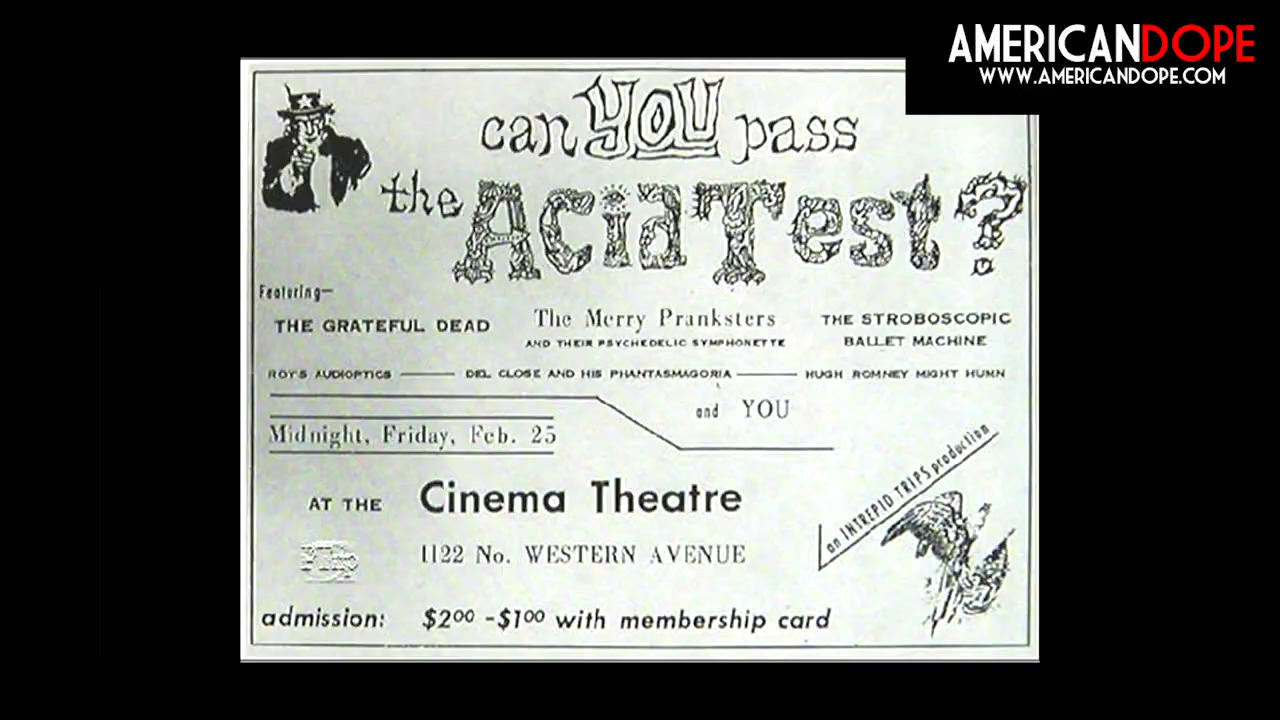 AMERICANDOPE
WWW.AMERICANDOPE.COM
can YOU pass
the Acid Test?
Featuring—
THE GRATEFUL DEAD
The Merry Pranksters
AND THEIR PSYCHEDELIC SYMPHONETTE
THE STROBOSCOPIC
BALLET MACHINE
ROY'S AUDIOPTICS — DEL CLOSE AND HIS PHANTASMAGORIA — HUGH ROMNEY MIGHT HUMN
and YOU
Midnight, Friday, Feb. 25
an INTREPID TRIPS production
AT THE Cinema Theatre
1122 No. WESTERN AVENUE
admission: $2.00 - $1.00 with membership card